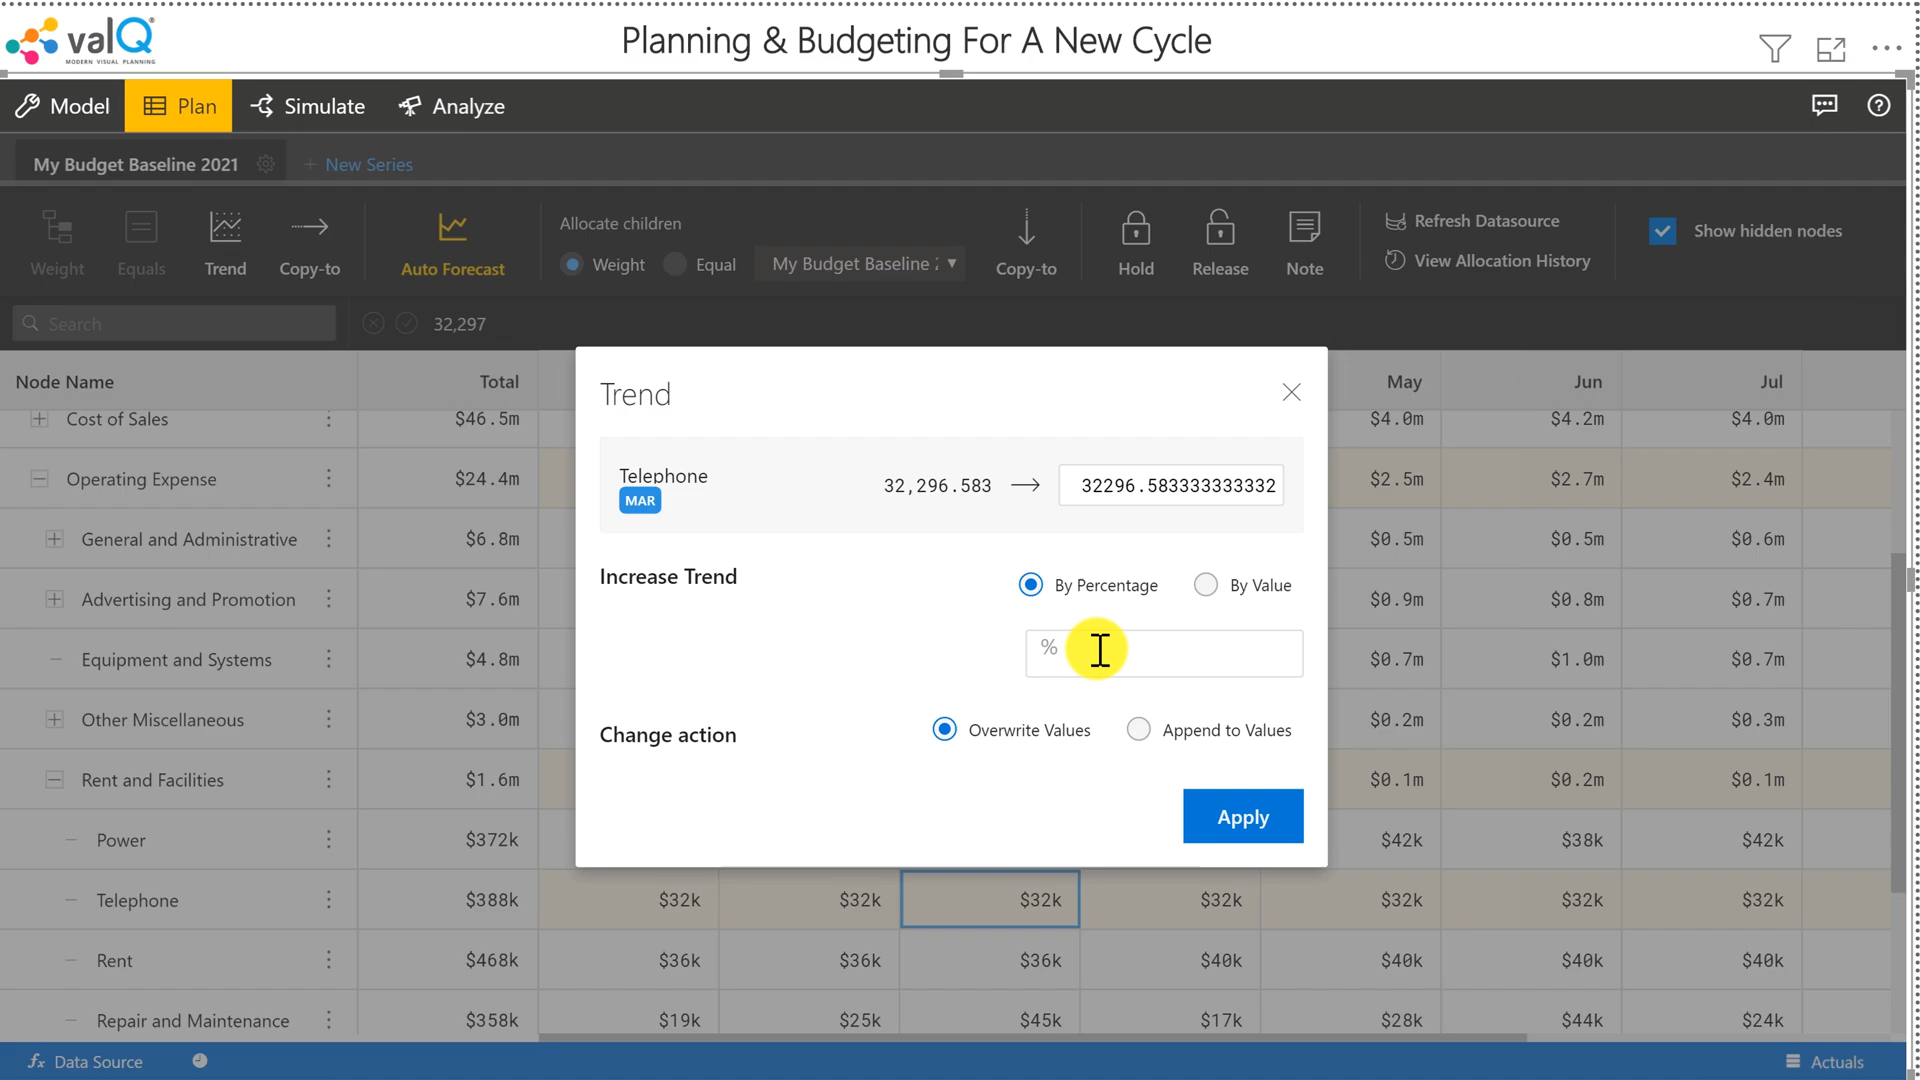 valQ
MODERN VISUAL PLANNING
Planning & Budgeting For A New Cycle
Model Plan Simulate Analyze
My Budget Baseline 2021 + New Series
Weight Equals Trend Copy-to Auto Forecast
Allocate children
Weight Equal My Budget Baseline
Copy-to Hold Release Note
Refresh Datasource
View Allocation History
Show hidden nodes
Search 32,297
Node Name Total May Jun Jul
Cost of Sales $46.5m $4.0m $4.2m $4.0m
Operating Expense $24.4m $2.5m $2.7m $2.4m
General and Administrative $6.8m $0.5m $0.5m $0.6m
Advertising and Promotion $7.6m $0.9m $0.8m $0.7m
Equipment and Systems $4.8m $0.7m $1.0m $0.7m
Other Miscellaneous $3.0m $0.2m $0.2m $0.3m
Rent and Facilities $1.6m $0.1m $0.2m $0.1m
Power $372k $42k $38k $42k
Telephone $388k $32k $32k $32k $32k $32k $32k $32k
Rent $468k $36k $36k $36k $40k $40k $40k $40k
Repair and Maintenance $358k $19k $25k $45k $17k $28k $44k $24k
Trend
Telephone 32,296.583 → 32296.583333333332
MAR
Increase Trend By Percentage By Value
%
Change action Overwrite Values Append to Values
Apply
fx Data Source Actuals